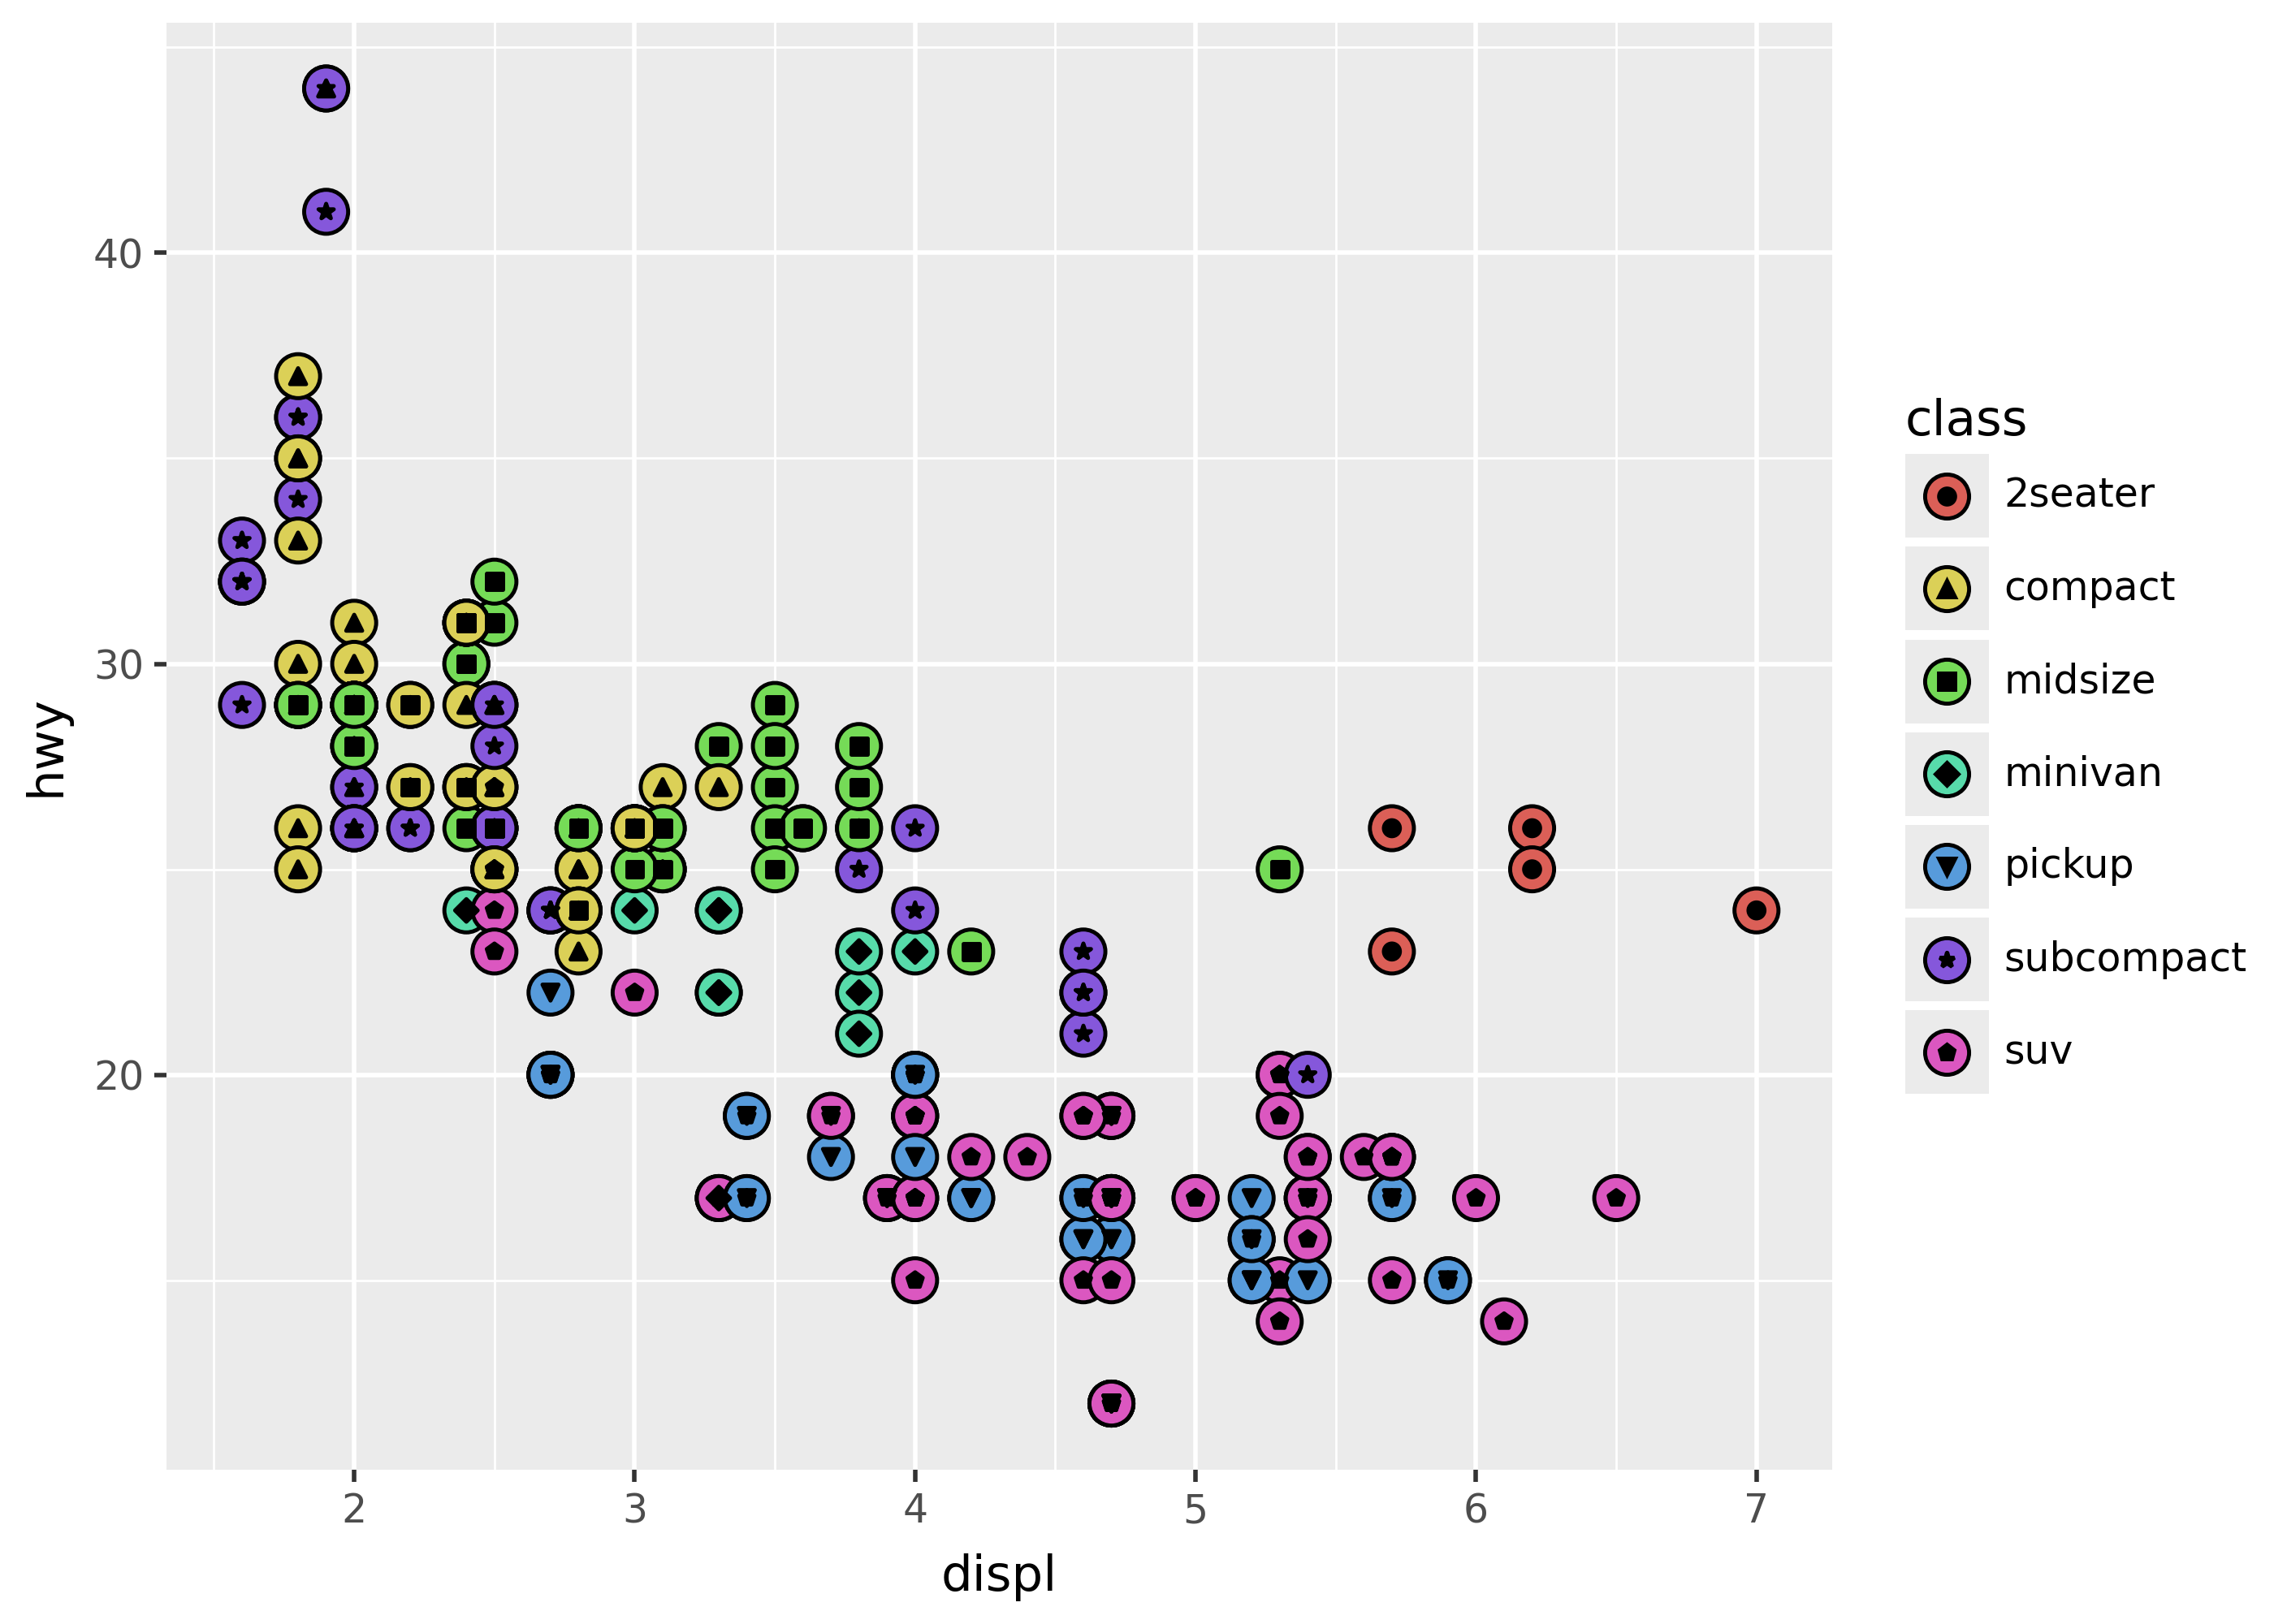 hwy
40
30
20
2 3 4 5 6 7
displ
class
2seater
compact
midsize
minivan
pickup
subcompact
suv